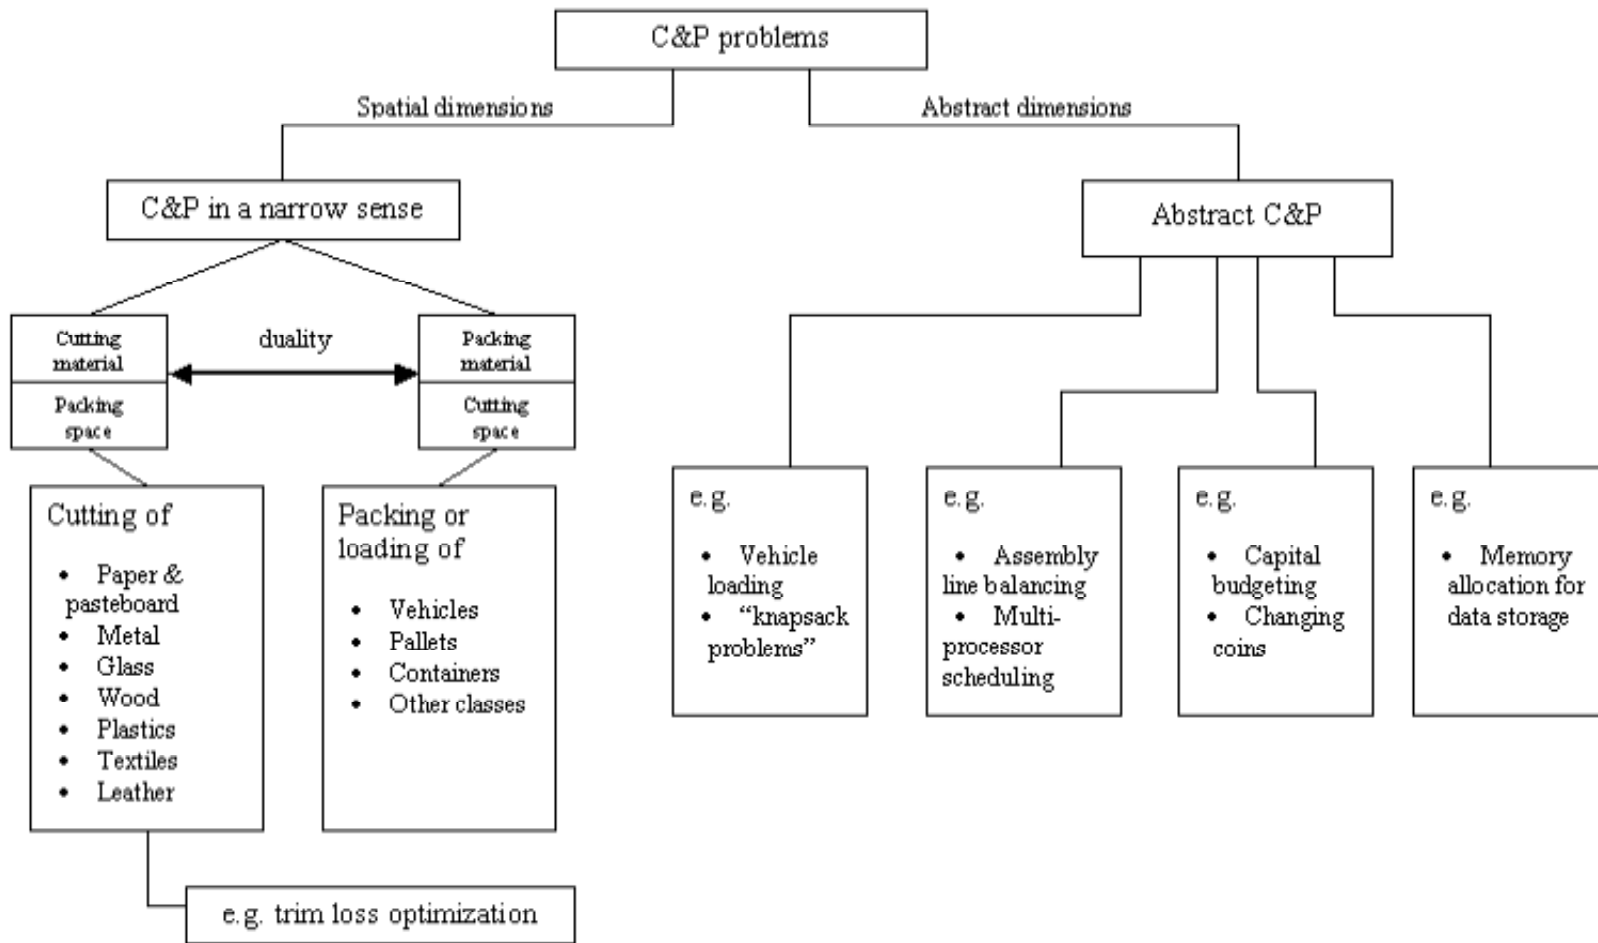 C&P problems
Spatial dimensions
Abstract dimensions
C&P in a narrow sense
Abstract C&P
Cutting
material
Packing
space
duality
Packing
material
Cutting
space
Cutting of
• Paper &
pasteboard
• Metal
• Glass
• Wood
• Plastics
• Textiles
• Leather
Packing or
loading of
• Vehicles
• Pallets
• Containers
• Other classes
e.g.
• Vehicle
loading
• “knapsack
problems”
e.g.
• Assembly
line balancing
• Multi-
processor
scheduling
e.g.
• Capital
budgeting
• Changing
coins
e.g.
• Memory
allocation for
data storage
e.g. trim loss optimization